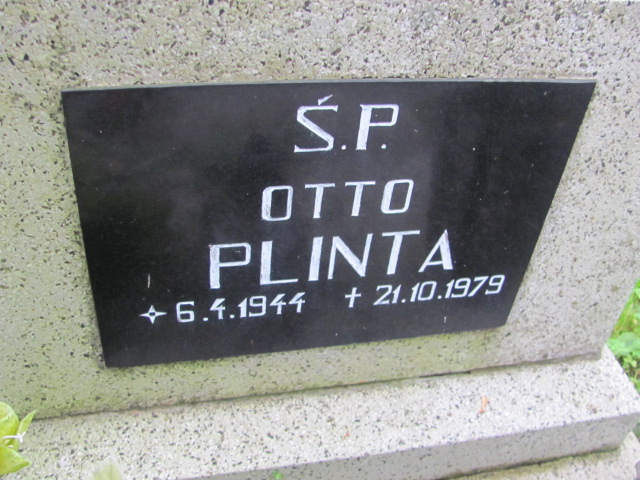 Ś.P.
OTTO
PLINTA
✧ 6.4.1944 † 21.10.1979